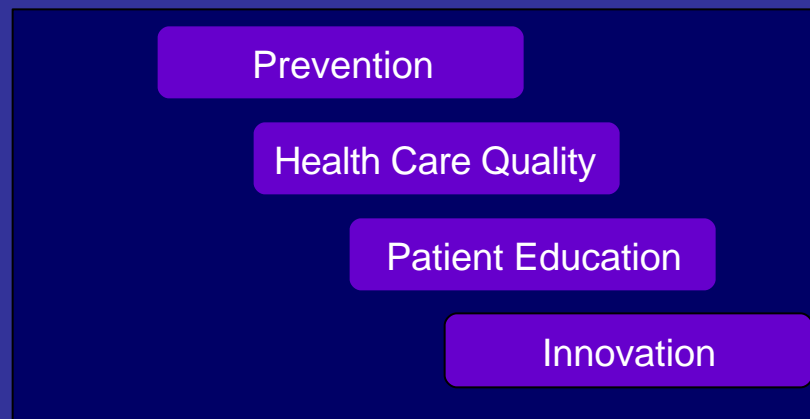 Prevention
Health Care Quality
Patient Education
Innovation